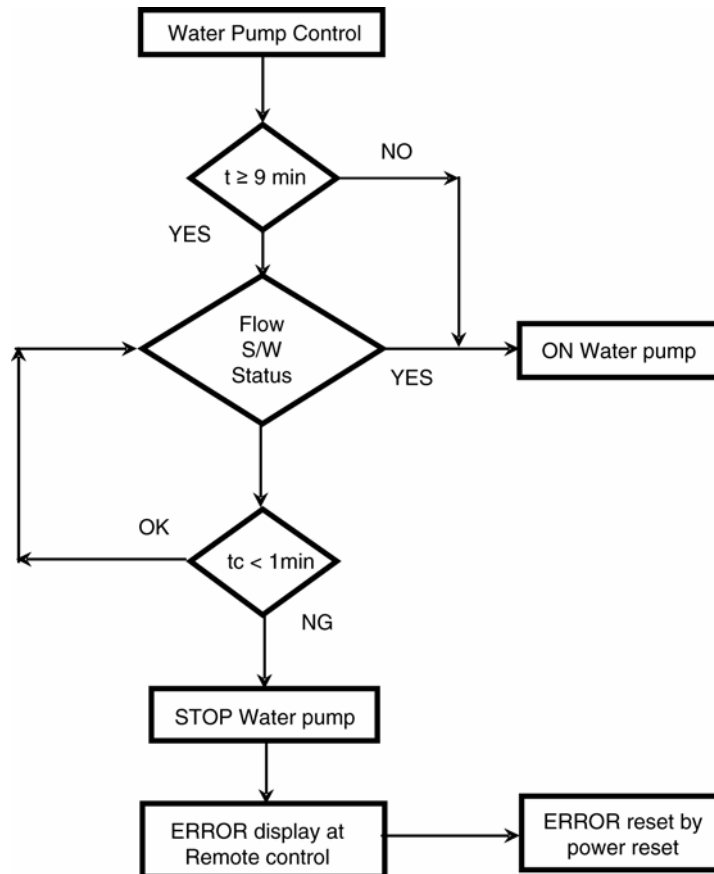 Water Pump Control
t ≥ 9 min
NO
YES
Flow
S/W
Status
YES
ON Water pump
OK
tc < 1min
NG
STOP Water pump
ERROR display at
Remote control
ERROR reset by
power reset